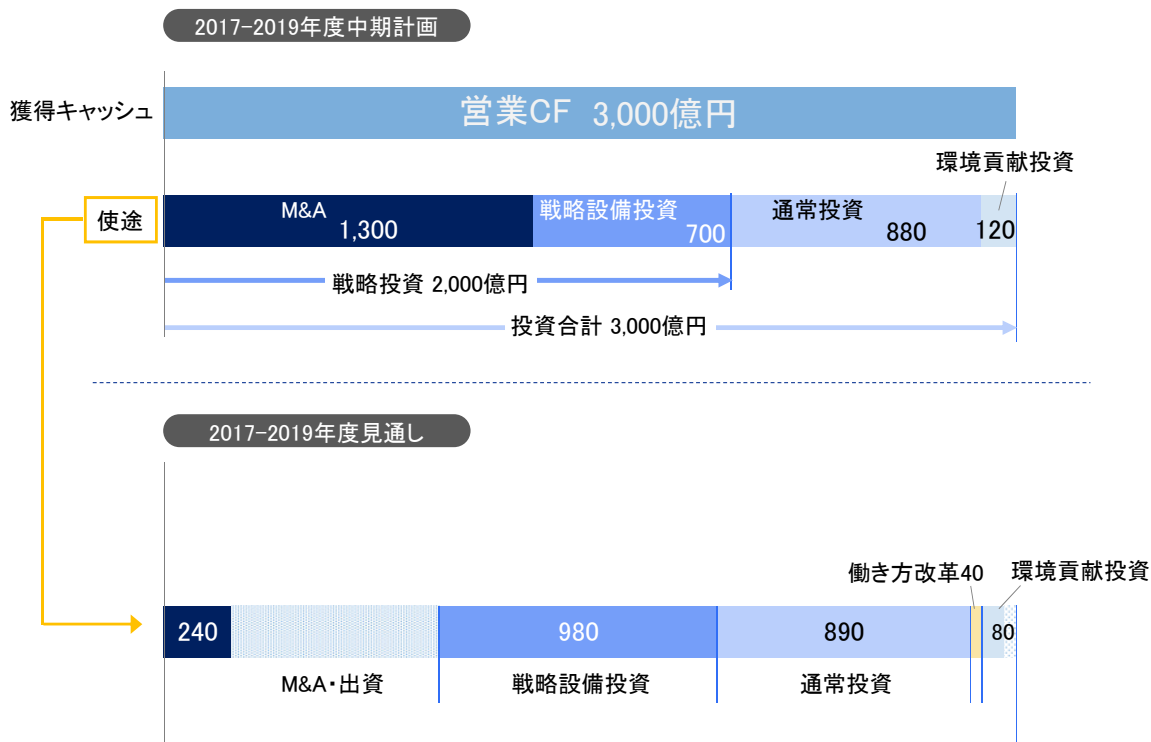 2017-2019年度中期計画
獲得キャッシュ
営業CF 3,000億円
環境貢献投資
使途
M&A
1,300
戦略設備投資
700
通常投資
880
120
戦略投資 2,000億円
投資合計 3,000億円
2017-2019年度見通し
働き方改革40
環境貢献投資
240
980
890
80
M&A・出資
戦略設備投資
通常投資